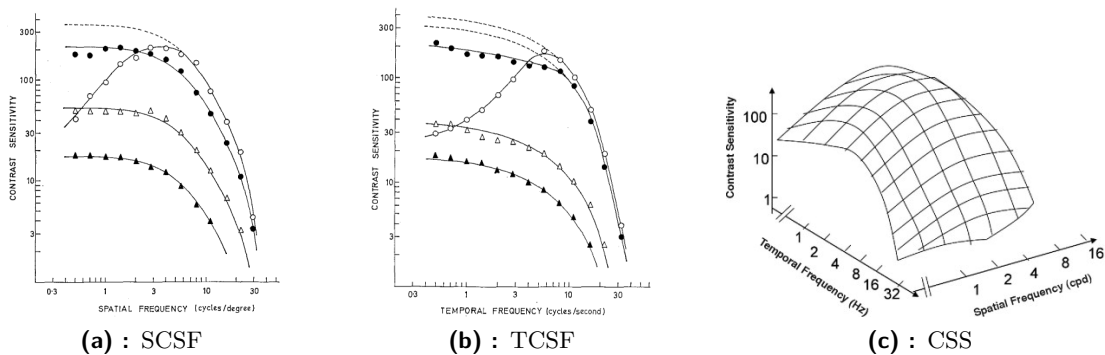 300
100
30
10
3
CONTRAST SENSITIVITY
0·3 1 3 10 30
SPATIAL FREQUENCY (cycles/degree)
(a) : SCSF
300
100
30
10
3
CONTRAST SENSITIVITY
0·3 1 3 10 30
TEMPORAL FREQUENCY (cycles/second)
(b) : TCSF
100
10
1
Contrast Sensitivity
1 2 4 8 16 32
Temporal Frequency (Hz)
1 2 4 8 16
Spatial Frequency (cpd)
(c) : CSS